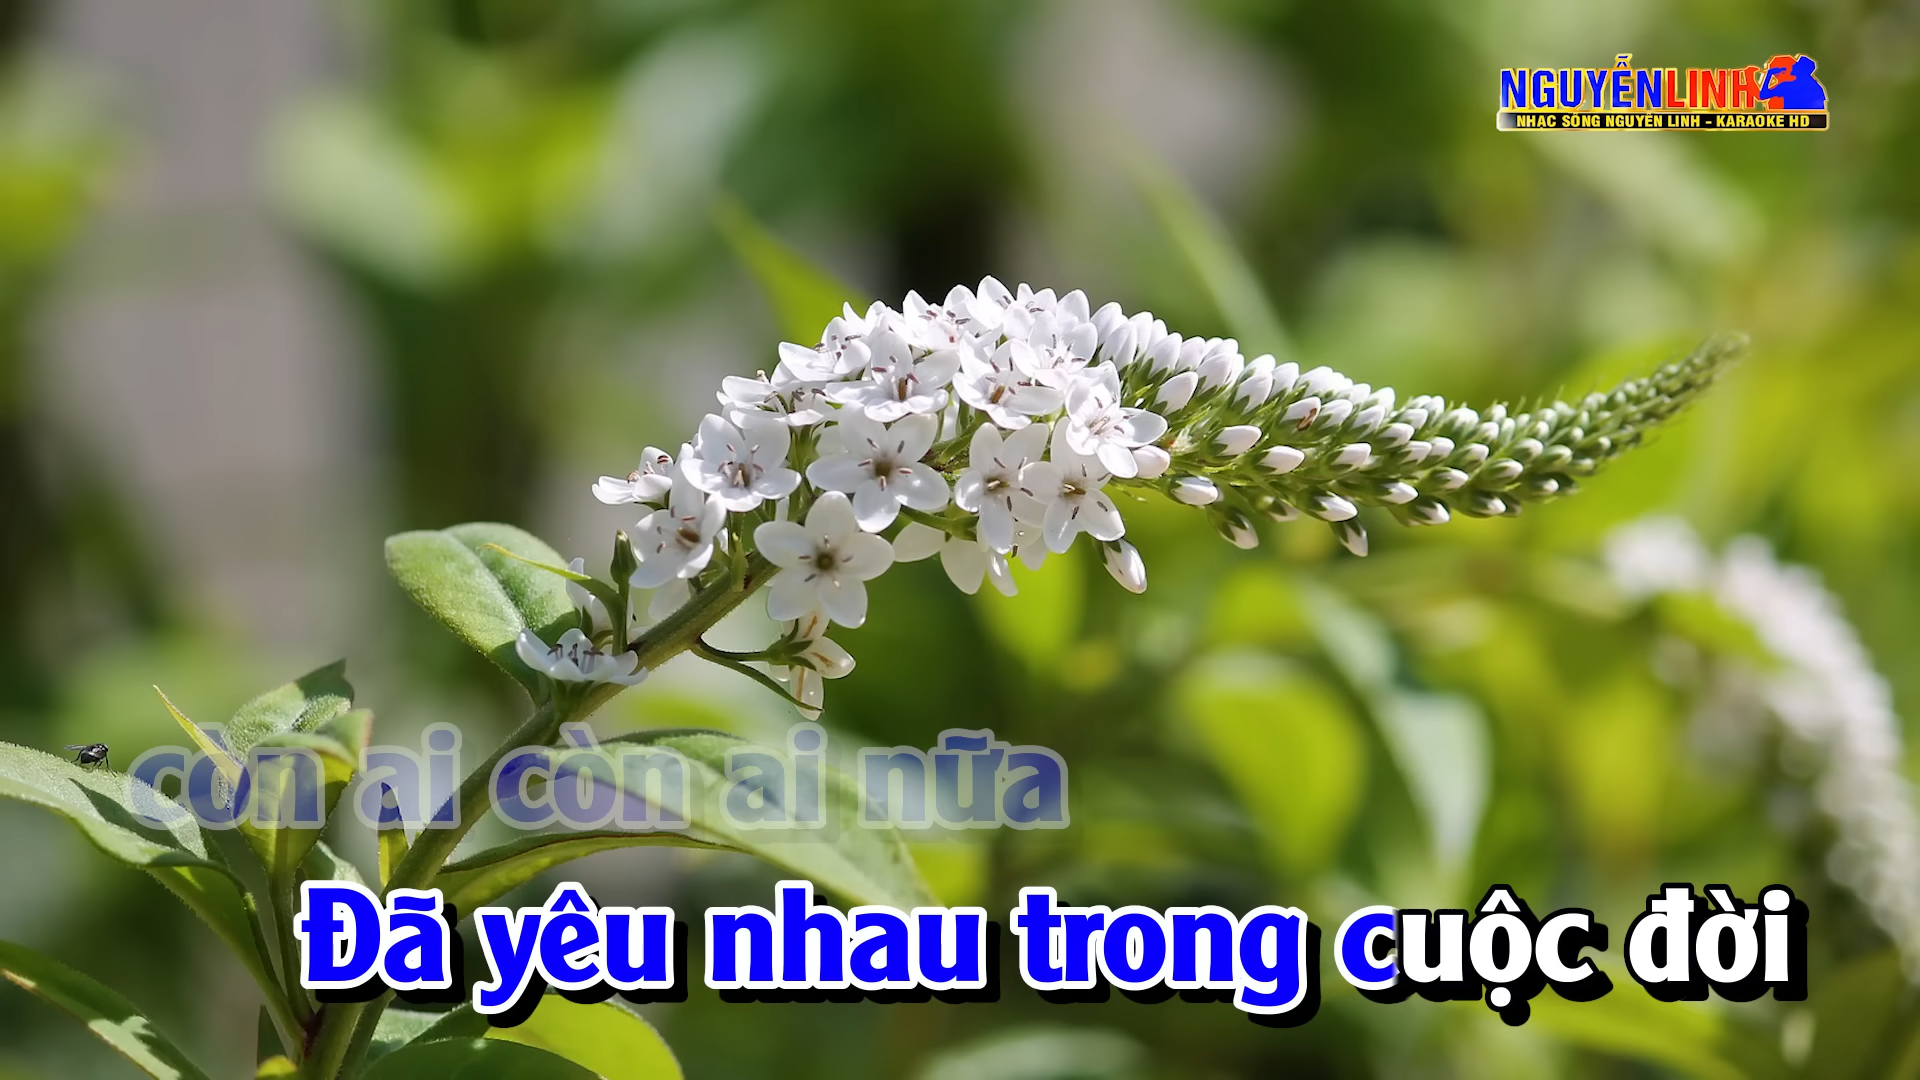 NGUYỄNLINH
NHẠC SỐNG NGUYỄN LINH - KARAOKE HD
còn ai còn ai nữa
Đã yêu nhau trong cuộc đời